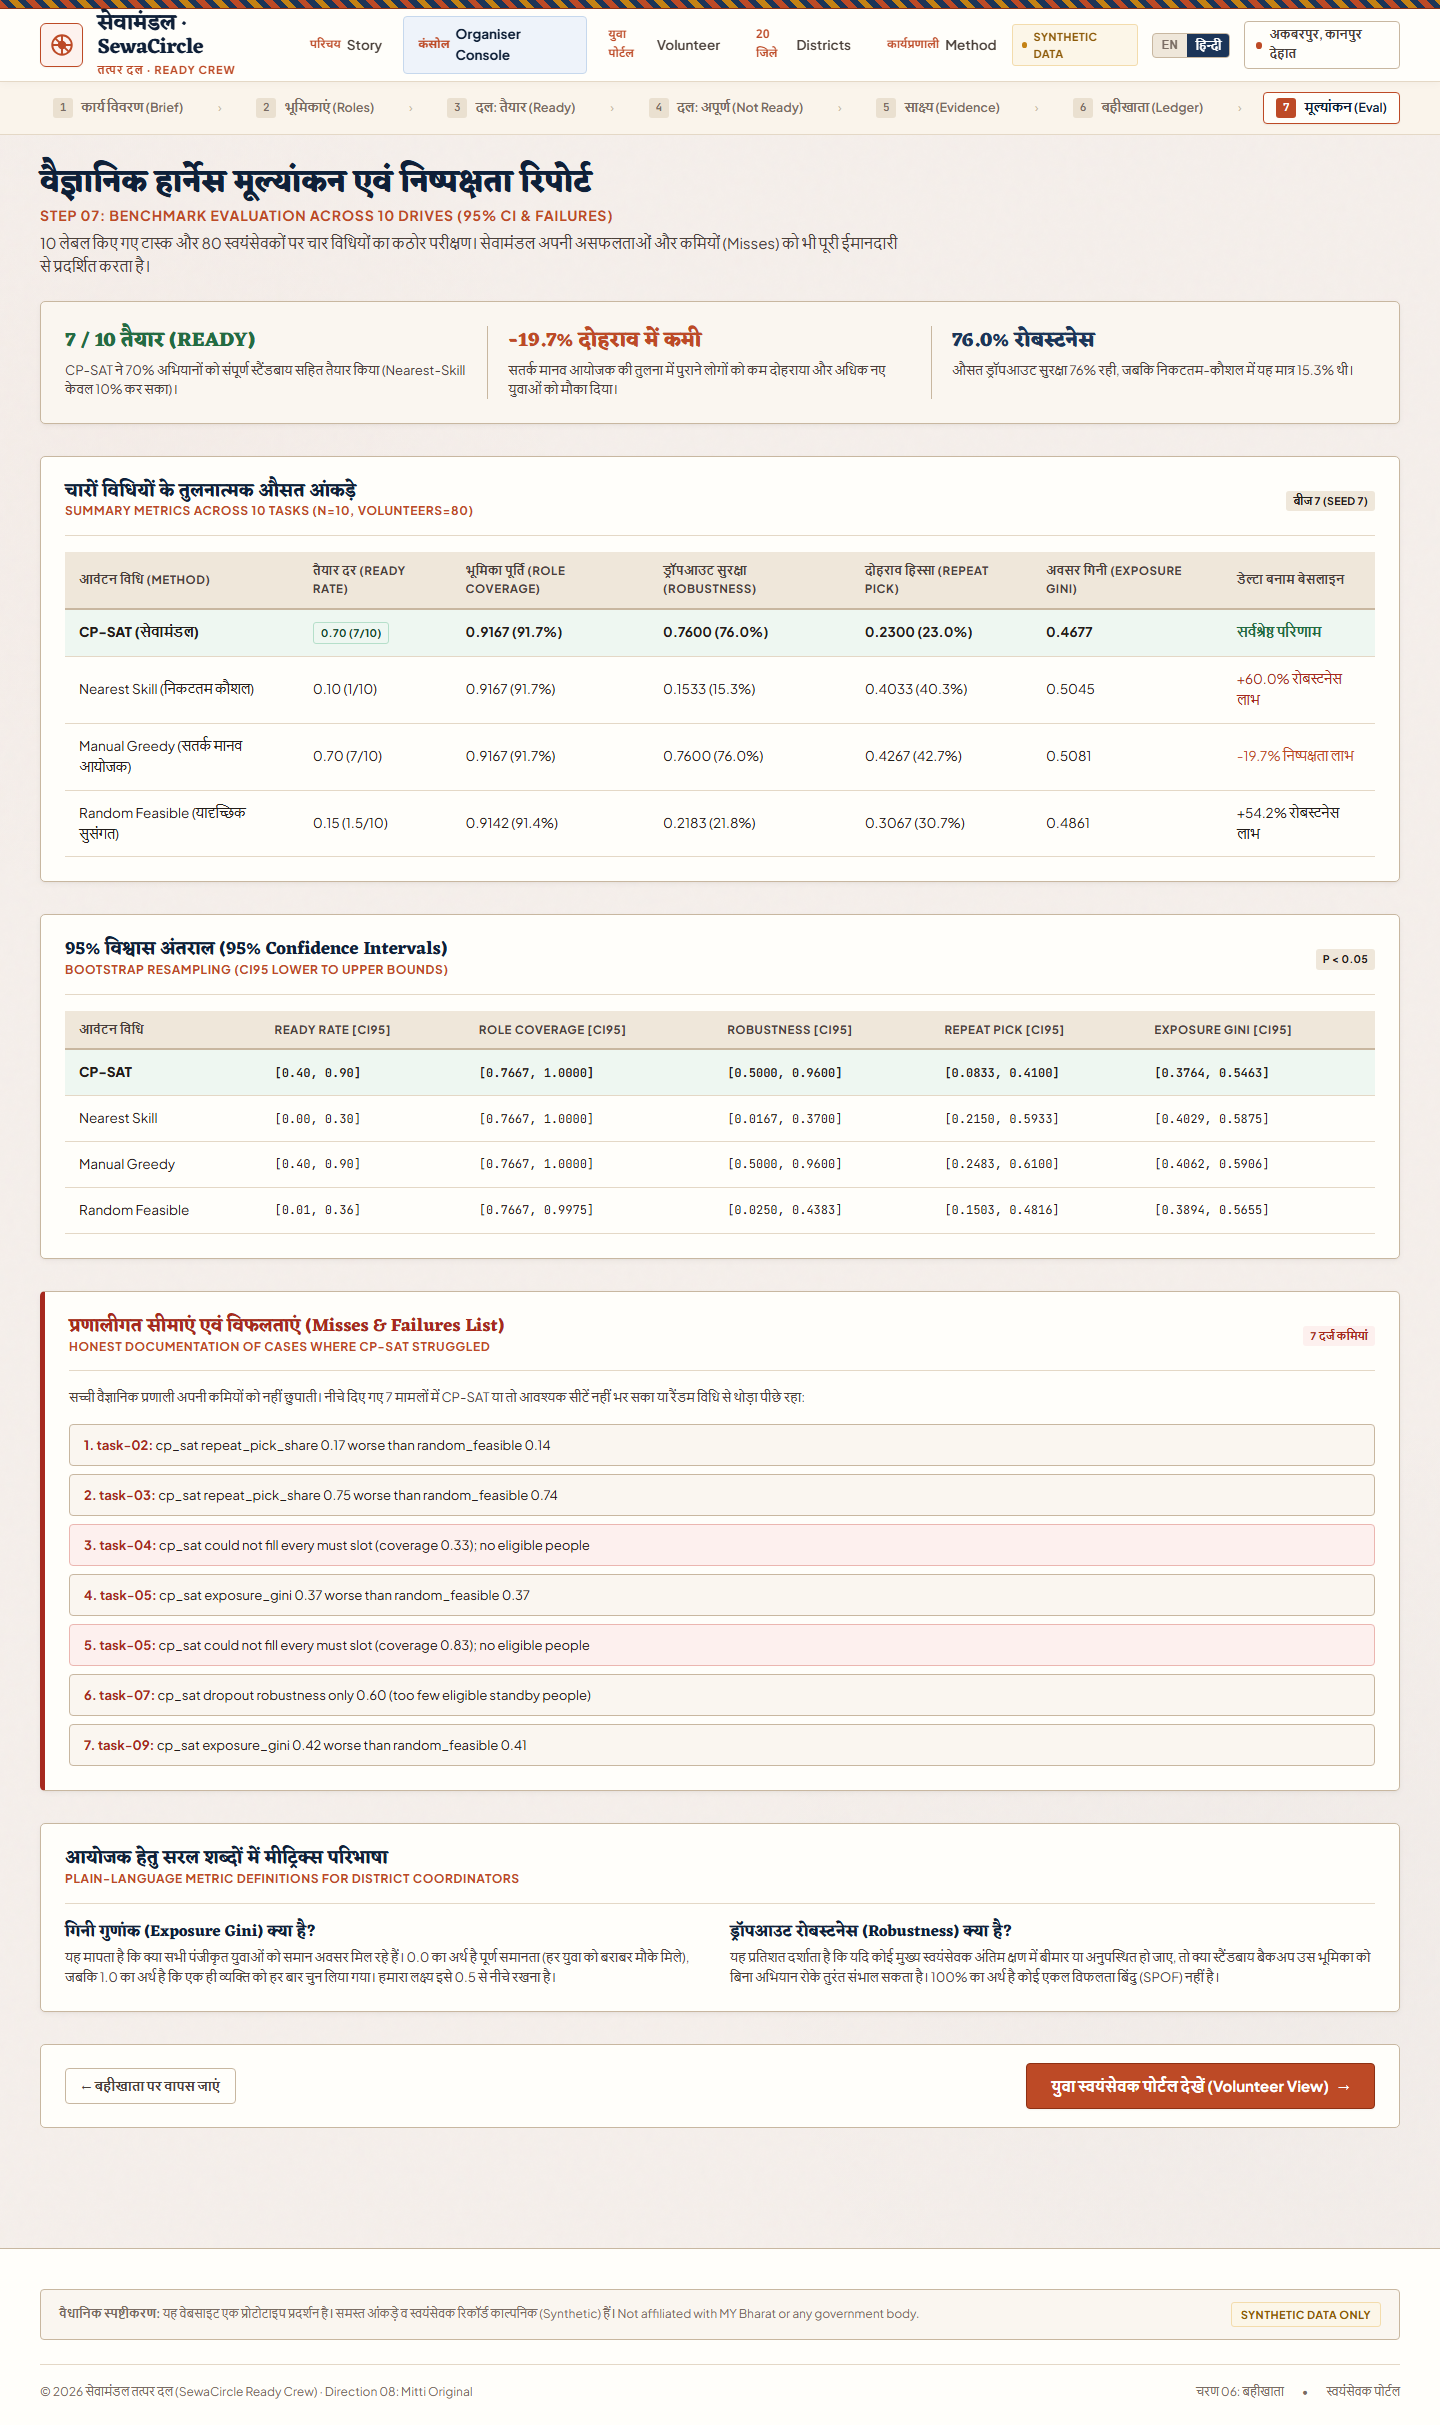 सेवामंडल ·
SewaCircle
तत्पर दल · READY CREW
परिचय Story
कंसोल Organiser Console
युवा पोर्टल Volunteer
20 जिले Districts
कार्यप्रणाली Method
SYNTHETIC DATA
EN हिन्दी
अकबरपुर, कानपुर देहात
1 कार्य विवरण (Brief) › 2 भूमिकाएं (Roles) › 3 दल: तैयार (Ready) › 4 दल: अपूर्ण (Not Ready) › 5 साक्ष्य (Evidence) › 6 बहीखाता (Ledger) › 7 मूल्यांकन (Eval)
वैज्ञानिक हार्नेस मूल्यांकन एवं निष्पक्षता रिपोर्ट
STEP 07: BENCHMARK EVALUATION ACROSS 10 DRIVES (95% CI & FAILURES)
10 लेबल किए गए टास्क और 80 स्वयंसेवकों पर चार विधियों का कठोर परीक्षण। सेवामंडल अपनी असफलताओं और कमियों (Misses) को भी पूरी ईमानदारी
से प्रदर्शित करता है।
7 / 10 तैयार (READY)
CP-SAT ने 70% अभियानों को संपूर्ण स्टैंडबाय सहित तैयार किया (Nearest-Skill
केवल 10% कर सका)।
-19.7% दोहराव में कमी
सतर्क मानव आयोजक की तुलना में पुराने लोगों को कम दोहराया और अधिक नए
युवाओं को मौका दिया।
76.0% रोबस्टनेस
औसत ड्रॉपआउट सुरक्षा 76% रही, जबकि निकटतम-कौशल में यह मात्र 15.3% थी।
चारों विधियों के तुलनात्मक औसत आंकड़े
SUMMARY METRICS ACROSS 10 TASKS (N=10, VOLUNTEERS=80)
बीज 7 (SEED 7)
आवंटन विधि (METHOD) तैयार दर (READY RATE) भूमिका पूर्ति (ROLE COVERAGE) ड्रॉपआउट सुरक्षा (ROBUSTNESS) दोहराव हिस्सा (REPEAT PICK) अवसर गिनी (EXPOSURE GINI) डेल्टा बनाम बेसलाइन
CP-SAT (सेवामंडल) 0.70 (7/10) 0.9167 (91.7%) 0.7600 (76.0%) 0.2300 (23.0%) 0.4677 सर्वश्रेष्ठ परिणाम
Nearest Skill (निकटतम कौशल) 0.10 (1/10) 0.9167 (91.7%) 0.1533 (15.3%) 0.4033 (40.3%) 0.5045 +60.0% रोबस्टनेस लाभ
Manual Greedy (सतर्क मानव आयोजक) 0.70 (7/10) 0.9167 (91.7%) 0.7600 (76.0%) 0.4267 (42.7%) 0.5081 -19.7% निष्पक्षता लाभ
Random Feasible (यादृच्छिक सुसंगत) 0.15 (1.5/10) 0.9142 (91.4%) 0.2183 (21.8%) 0.3067 (30.7%) 0.4861 +54.2% रोबस्टनेस लाभ
95% विश्वास अंतराल (95% Confidence Intervals)
BOOTSTRAP RESAMPLING (CI95 LOWER TO UPPER BOUNDS)
P < 0.05
आवंटन विधि READY RATE [CI95] ROLE COVERAGE [CI95] ROBUSTNESS [CI95] REPEAT PICK [CI95] EXPOSURE GINI [CI95]
CP-SAT [0.40, 0.90] [0.7667, 1.0000] [0.5000, 0.9600] [0.0833, 0.4100] [0.3764, 0.5463]
Nearest Skill [0.00, 0.30] [0.7667, 1.0000] [0.0167, 0.3700] [0.2150, 0.5933] [0.4029, 0.5875]
Manual Greedy [0.40, 0.90] [0.7667, 1.0000] [0.5000, 0.9600] [0.2483, 0.6100] [0.4062, 0.5906]
Random Feasible [0.01, 0.36] [0.7667, 0.9975] [0.0250, 0.4383] [0.1503, 0.4816] [0.3894, 0.5655]
प्रणालीगत सीमाएं एवं विफलताएं (Misses & Failures List)
HONEST DOCUMENTATION OF CASES WHERE CP-SAT STRUGGLED
7 दर्ज कमियां
सच्ची वैज्ञानिक प्रणाली अपनी कमियों को नहीं छुपाती। नीचे दिए गए 7 मामलों में CP-SAT या तो आवश्यक सीटें नहीं भर सका या रैंडम विधि से थोड़ा पीछे रहा:
1. task-02: cp_sat repeat_pick_share 0.17 worse than random_feasible 0.14
2. task-03: cp_sat repeat_pick_share 0.75 worse than random_feasible 0.74
3. task-04: cp_sat could not fill every must slot (coverage 0.33); no eligible people
4. task-05: cp_sat exposure_gini 0.37 worse than random_feasible 0.37
5. task-05: cp_sat could not fill every must slot (coverage 0.83); no eligible people
6. task-07: cp_sat dropout robustness only 0.60 (too few eligible standby people)
7. task-09: cp_sat exposure_gini 0.42 worse than random_feasible 0.41
आयोजक हेतु सरल शब्दों में मीट्रिक्स परिभाषा
PLAIN-LANGUAGE METRIC DEFINITIONS FOR DISTRICT COORDINATORS
गिनी गुणांक (Exposure Gini) क्या है?
यह मापता है कि क्या सभी पंजीकृत युवाओं को समान अवसर मिल रहे हैं। 0.0 का अर्थ है पूर्ण समानता (हर युवा को बराबर मौके मिले),
जबकि 1.0 का अर्थ है कि एक ही व्यक्ति को हर बार चुन लिया गया। हमारा लक्ष्य इसे 0.5 से नीचे रखना है।
ड्रॉपआउट रोबस्टनेस (Robustness) क्या है?
यह प्रतिशत दर्शाता है कि यदि कोई मुख्य स्वयंसेवक अंतिम क्षण में बीमार या अनुपस्थित हो जाए, तो क्या स्टैंडबाय बैकअप उस भूमिका को
बिना अभियान रोके तुरंत संभाल सकता है। 100% का अर्थ है कोई एकल विफलता बिंदु (SPOF) नहीं है।
← बहीखाता पर वापस जाएं
युवा स्वयंसेवक पोर्टल देखें (Volunteer View) →
वैधानिक स्पष्टीकरण: यह वेबसाइट एक प्रोटोटाइप प्रदर्शन है। समस्त आंकड़े व स्वयंसेवक रिकॉर्ड काल्पनिक (Synthetic) हैं। Not affiliated with MY Bharat or any government body.
SYNTHETIC DATA ONLY
© 2026 सेवामंडल तत्पर दल (SewaCircle Ready Crew) · Direction 08: Mitti Original
चरण 06: बहीखाता • स्वयंसेवक पोर्टल